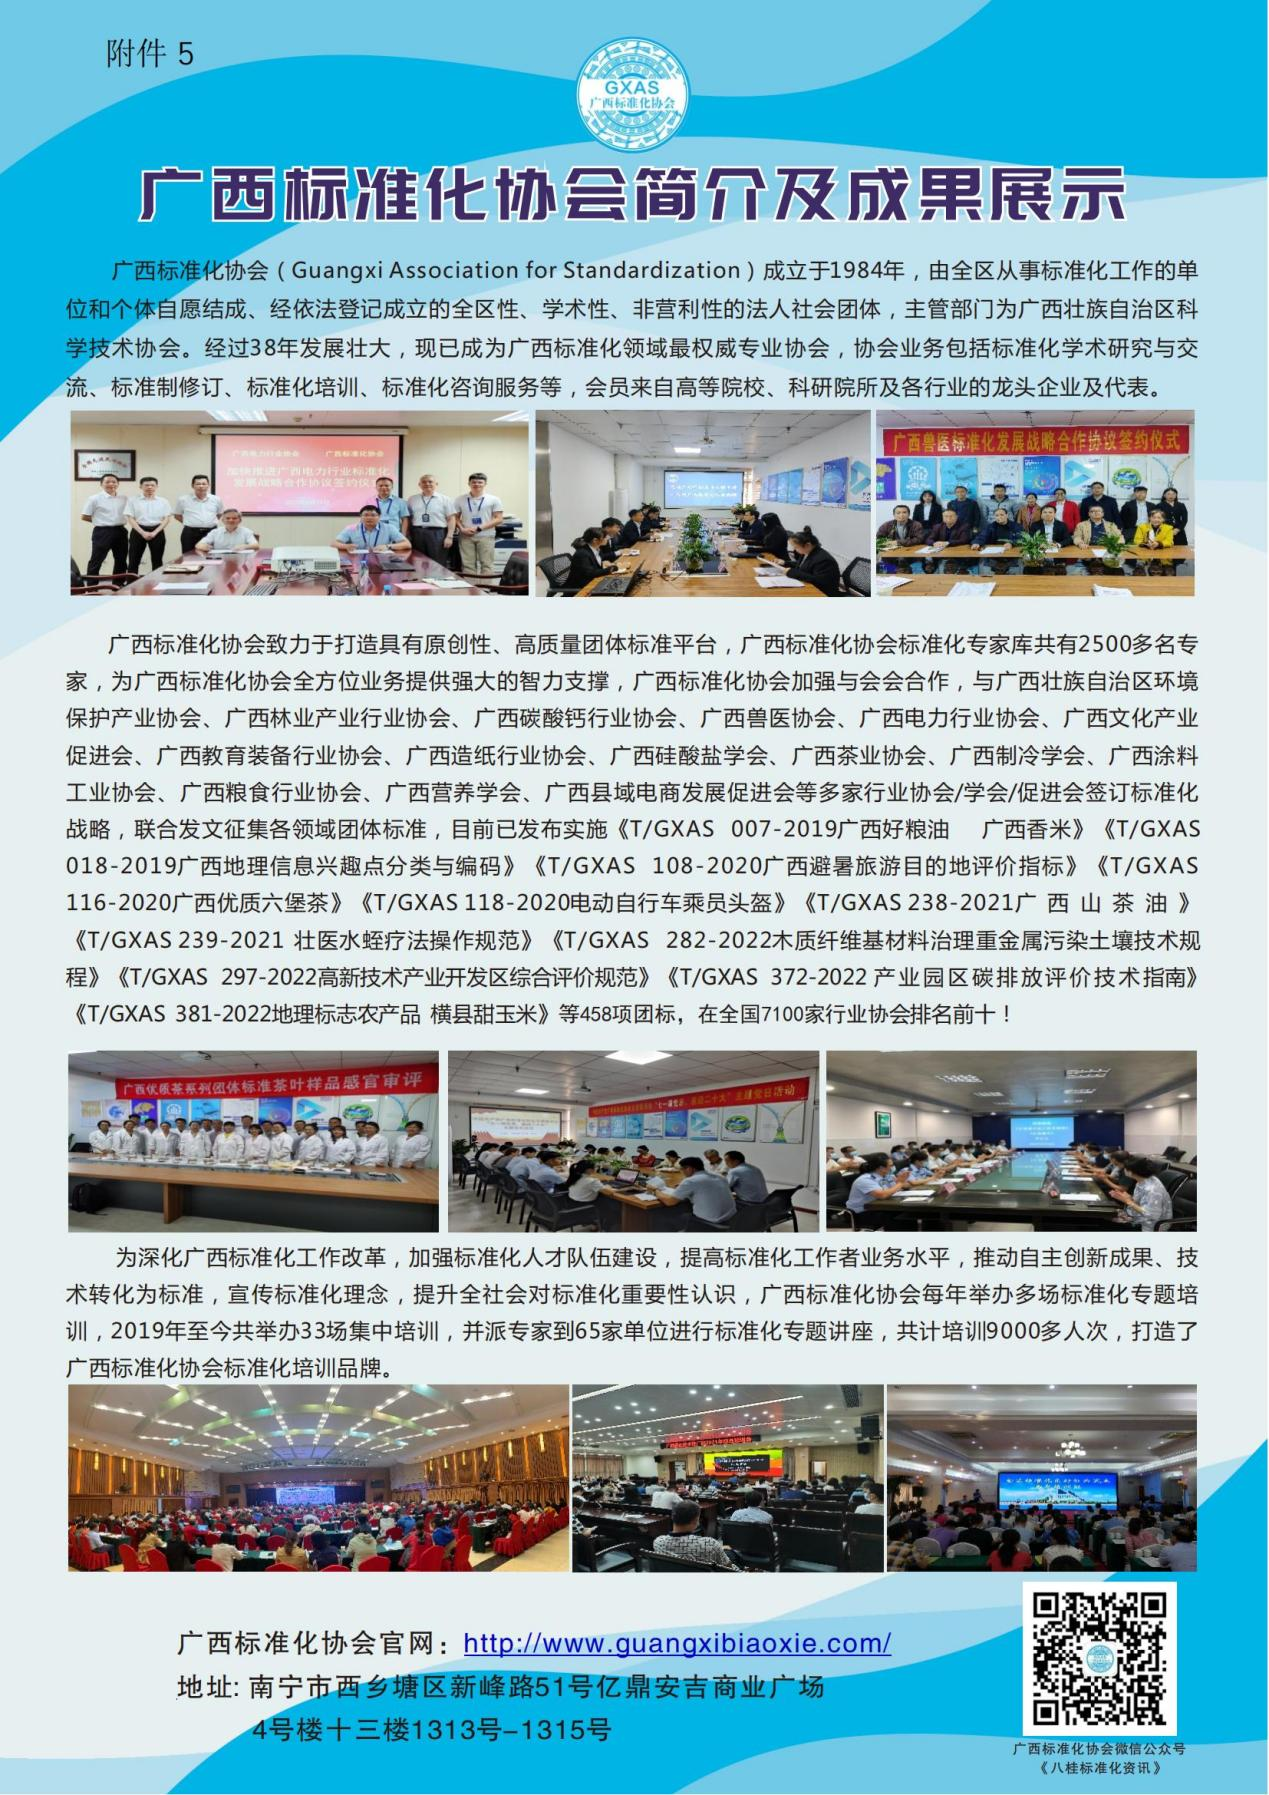 附件 5
GXAS
广西标准化协会
广西标准化协会简介及成果展示
广西标准化协会（Guangxi Association for Standardization）成立于1984年，由全区从事标准化工作的单
位和个体自愿结成、经依法登记成立的全区性、学术性、非营利性的法人社会团体，主管部门为广西壮族自治区科
学技术协会。经过38年发展壮大，现已成为广西标准化领域最权威专业协会，协会业务包括标准化学术研究与交
流、标准制修订、标准化培训、标准化咨询服务等，会员来自高等院校、科研院所及各行业的龙头企业及代表。
广西电力行业协会 广西标准化协会
加快推进广西电力行业标准化
发展战略合作协议签约仪式
广西兽医标准化发展战略合作协议签约仪式
广西标准化协会致力于打造具有原创性、高质量团体标准平台，广西标准化协会标准化专家库共有2500多名专
家，为广西标准化协会全方位业务提供强大的智力支撑，广西标准化协会加强与会会合作，与广西壮族自治区环境
保护产业协会、广西林业产业行业协会、广西碳酸钙行业协会、广西兽医协会、广西电力行业协会、广西文化产业
促进会、广西教育装备行业协会、广西造纸行业协会、广西硅酸盐学会、广西茶业协会、广西制冷学会、广西涂料
工业协会、广西粮食行业协会、广西营养学会、广西县域电商发展促进会等多家行业协会/学会/促进会签订标准化
战略，联合发文征集各领域团体标准，目前已发布实施《T/GXAS 007-2019广西好粮油 广西香米》《T/GXAS
018-2019广西地理信息兴趣点分类与编码》《T/GXAS 108-2020广西避暑旅游目的地评价指标》《T/GXAS
116-2020广西优质六堡茶》《T/GXAS 118-2020电动自行车乘员头盔》《T/GXAS 238-2021广 西 山 茶 油 》
《T/GXAS 239-2021 壮医水蛭疗法操作规范》《T/GXAS 282-2022木质纤维基材料治理重金属污染土壤技术规
程》《T/GXAS 297-2022高新技术产业开发区综合评价规范》《T/GXAS 372-2022 产业园区碳排放评价技术指南》
《T/GXAS 381-2022地理标志农产品 横县甜玉米》等458项团标，在全国7100家行业协会排名前十！
广西优质茶系列团体标准茶叶样品感官审评
主题党日活动
为深化广西标准化工作改革，加强标准化人才队伍建设，提高标准化工作者业务水平，推动自主创新成果、技
术转化为标准，宣传标准化理念，提升全社会对标准化重要性认识，广西标准化协会每年举办多场标准化专题培
训，2019年至今共举办33场集中培训，并派专家到65家单位进行标准化专题讲座，共计培训9000多人次，打造了
广西标准化协会标准化培训品牌。
广西标准化协会官网：http://www.guangxibiaoxie.com/
地址: 南宁市西乡塘区新峰路51号亿鼎安吉商业广场
4号楼十三楼1313号-1315号
广西标准化协会微信公众号
《八桂标准化资讯》